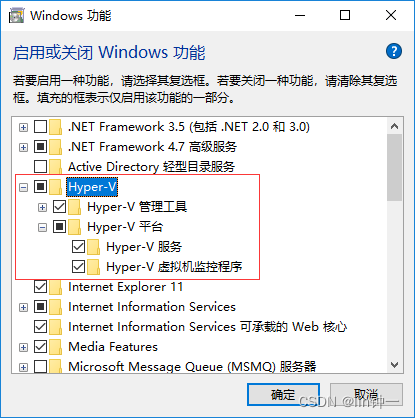 Windows 功能
启用或关闭 Windows 功能
若要启用一种功能，请选择其复选框。若要关闭一种功能，请清除其复选
框。填充的框表示仅启用该功能的一部分。
.NET Framework 3.5 (包括 .NET 2.0 和 3.0)
.NET Framework 4.7 高级服务
Active Directory 轻型目录服务
Hyper-V
Hyper-V 管理工具
Hyper-V 平台
Hyper-V 服务
Hyper-V 虚拟机监控程序
Internet Explorer 11
Internet Information Services
Internet Information Services 可承载的 Web 核心
Media Features
Microsoft Message Queue (MSMQ) 服务器
确定
取消